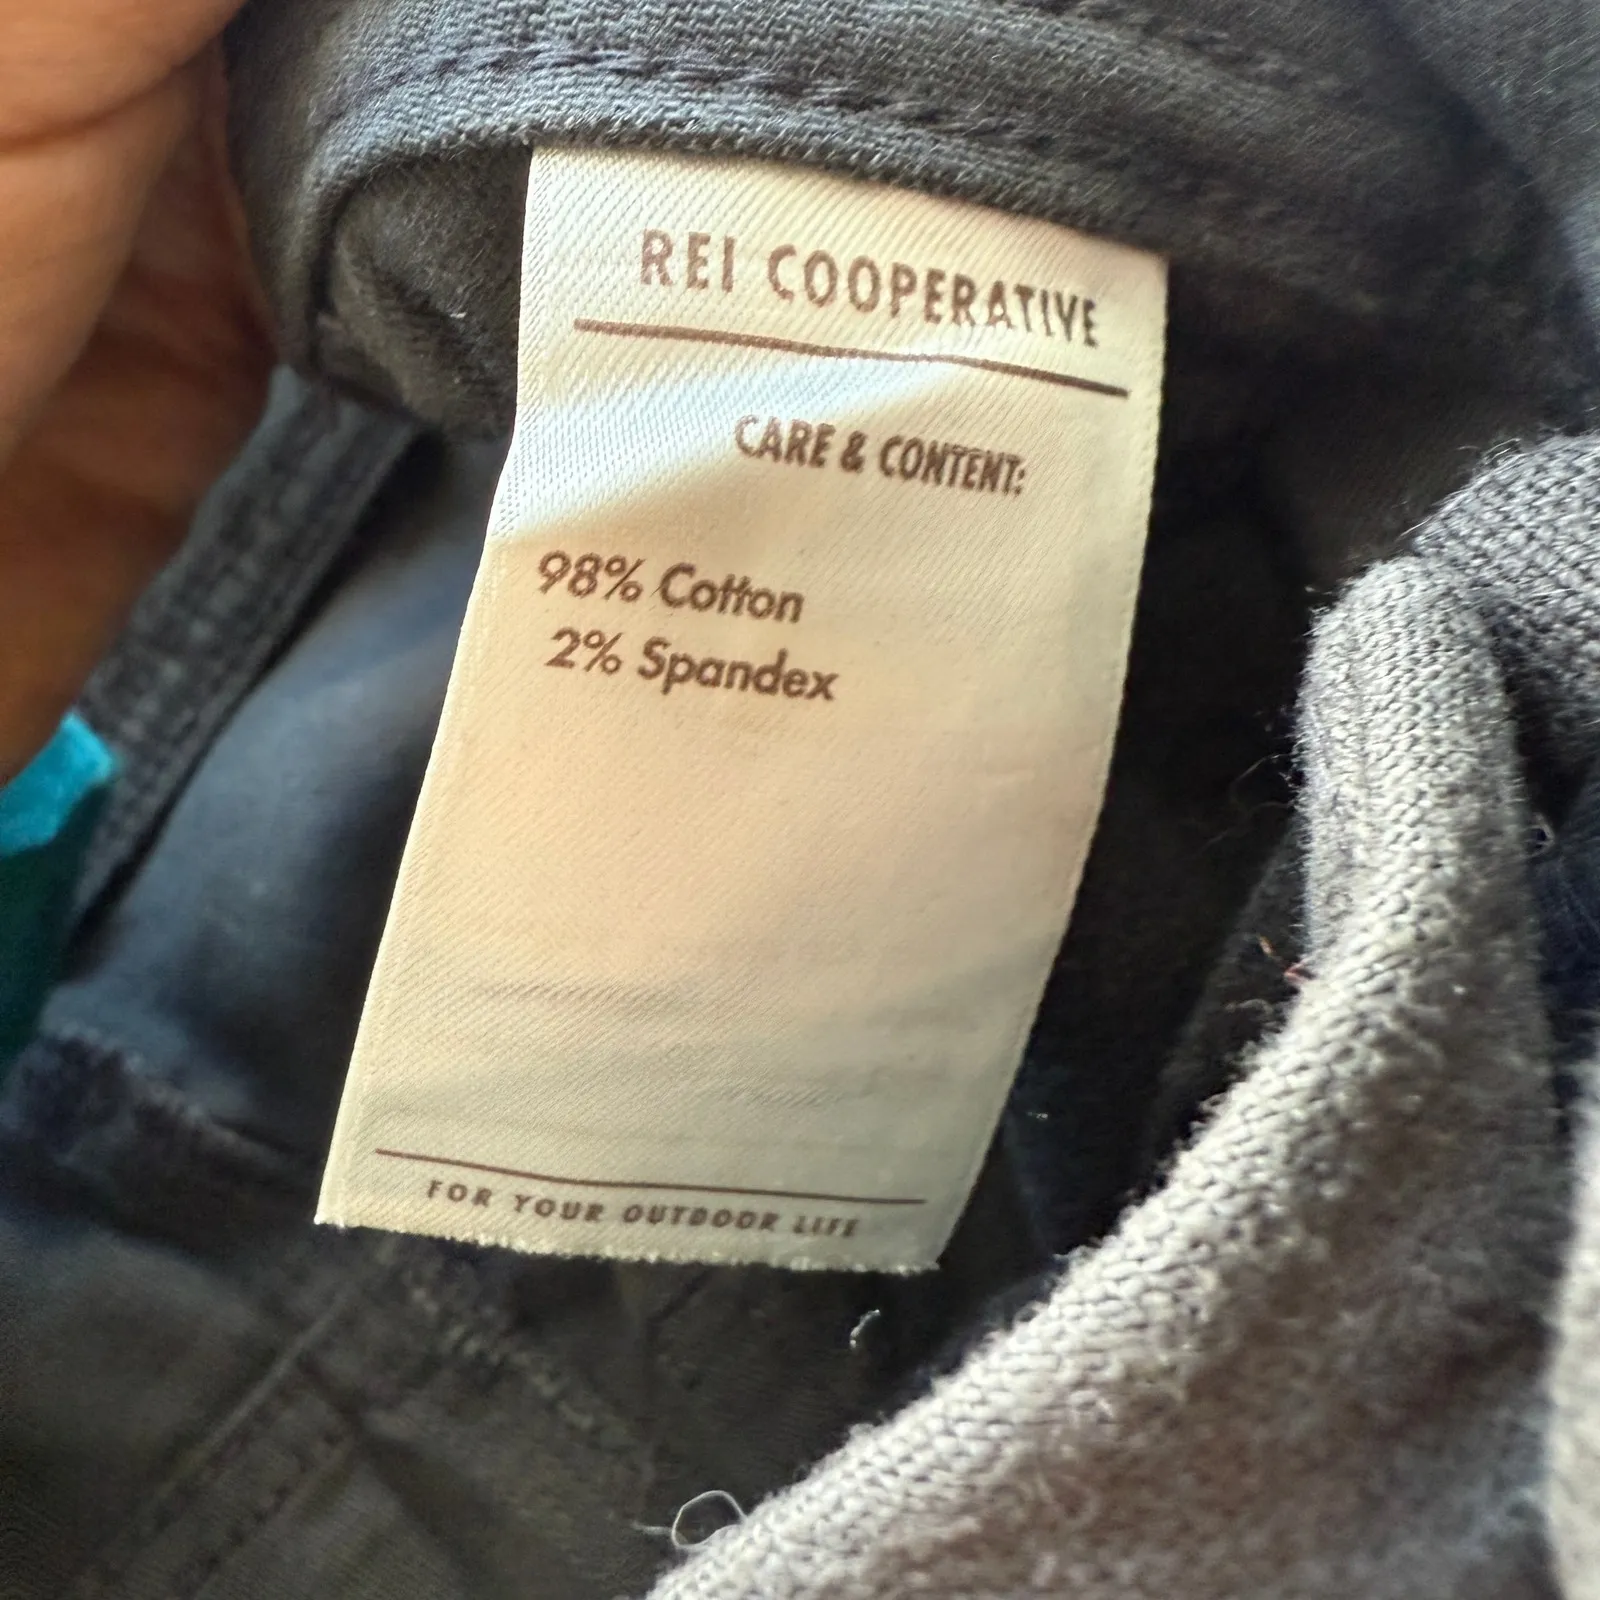 REI COOPERATIVE
CARE & CONTENT:
98% Cotton
2% Spandex
FOR YOUR OUTDOOR LIFE